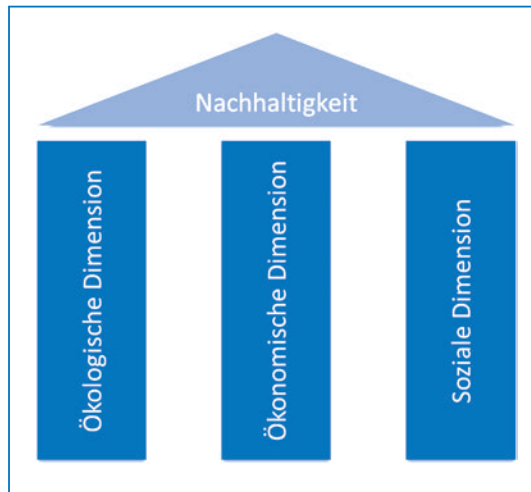 Nachhaltigkeit
Ökologische Dimension
Ökonomische Dimension
Soziale Dimension